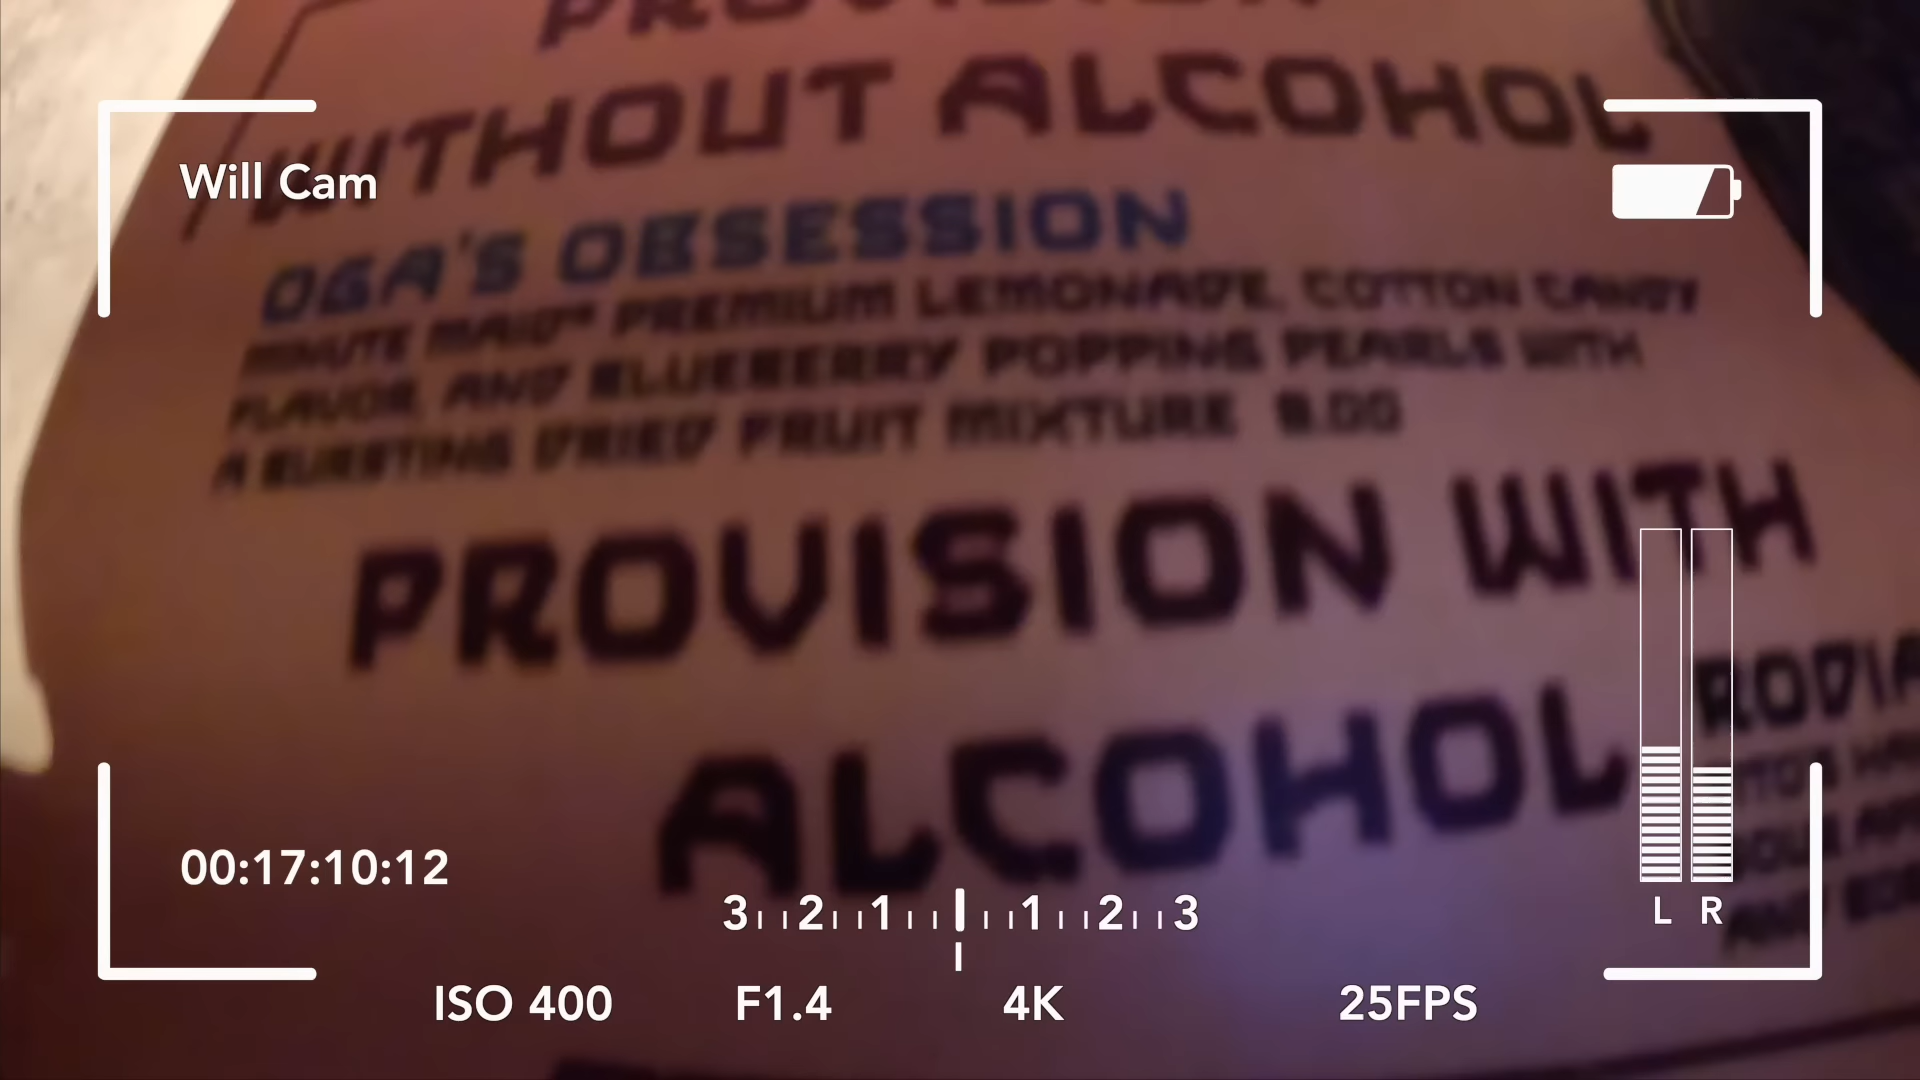 PROVISION
WITHOUT ALCOHOL
Will Cam
OGA'S OBSESSION
MINUTE MAID® PREMIUM LEMONADE, COTTON CANDY
FLAVOR, AND BLUEBERRY POPPING PEARLS WITH
A BURSTING DRIED FRUIT MIXTURE 9.00
PROVISION WITH
ALCOHOL
RODIA
00:17:10:12
3 2 1 1 2 3
L R
ISO 400 F1.4 4K 25FPS